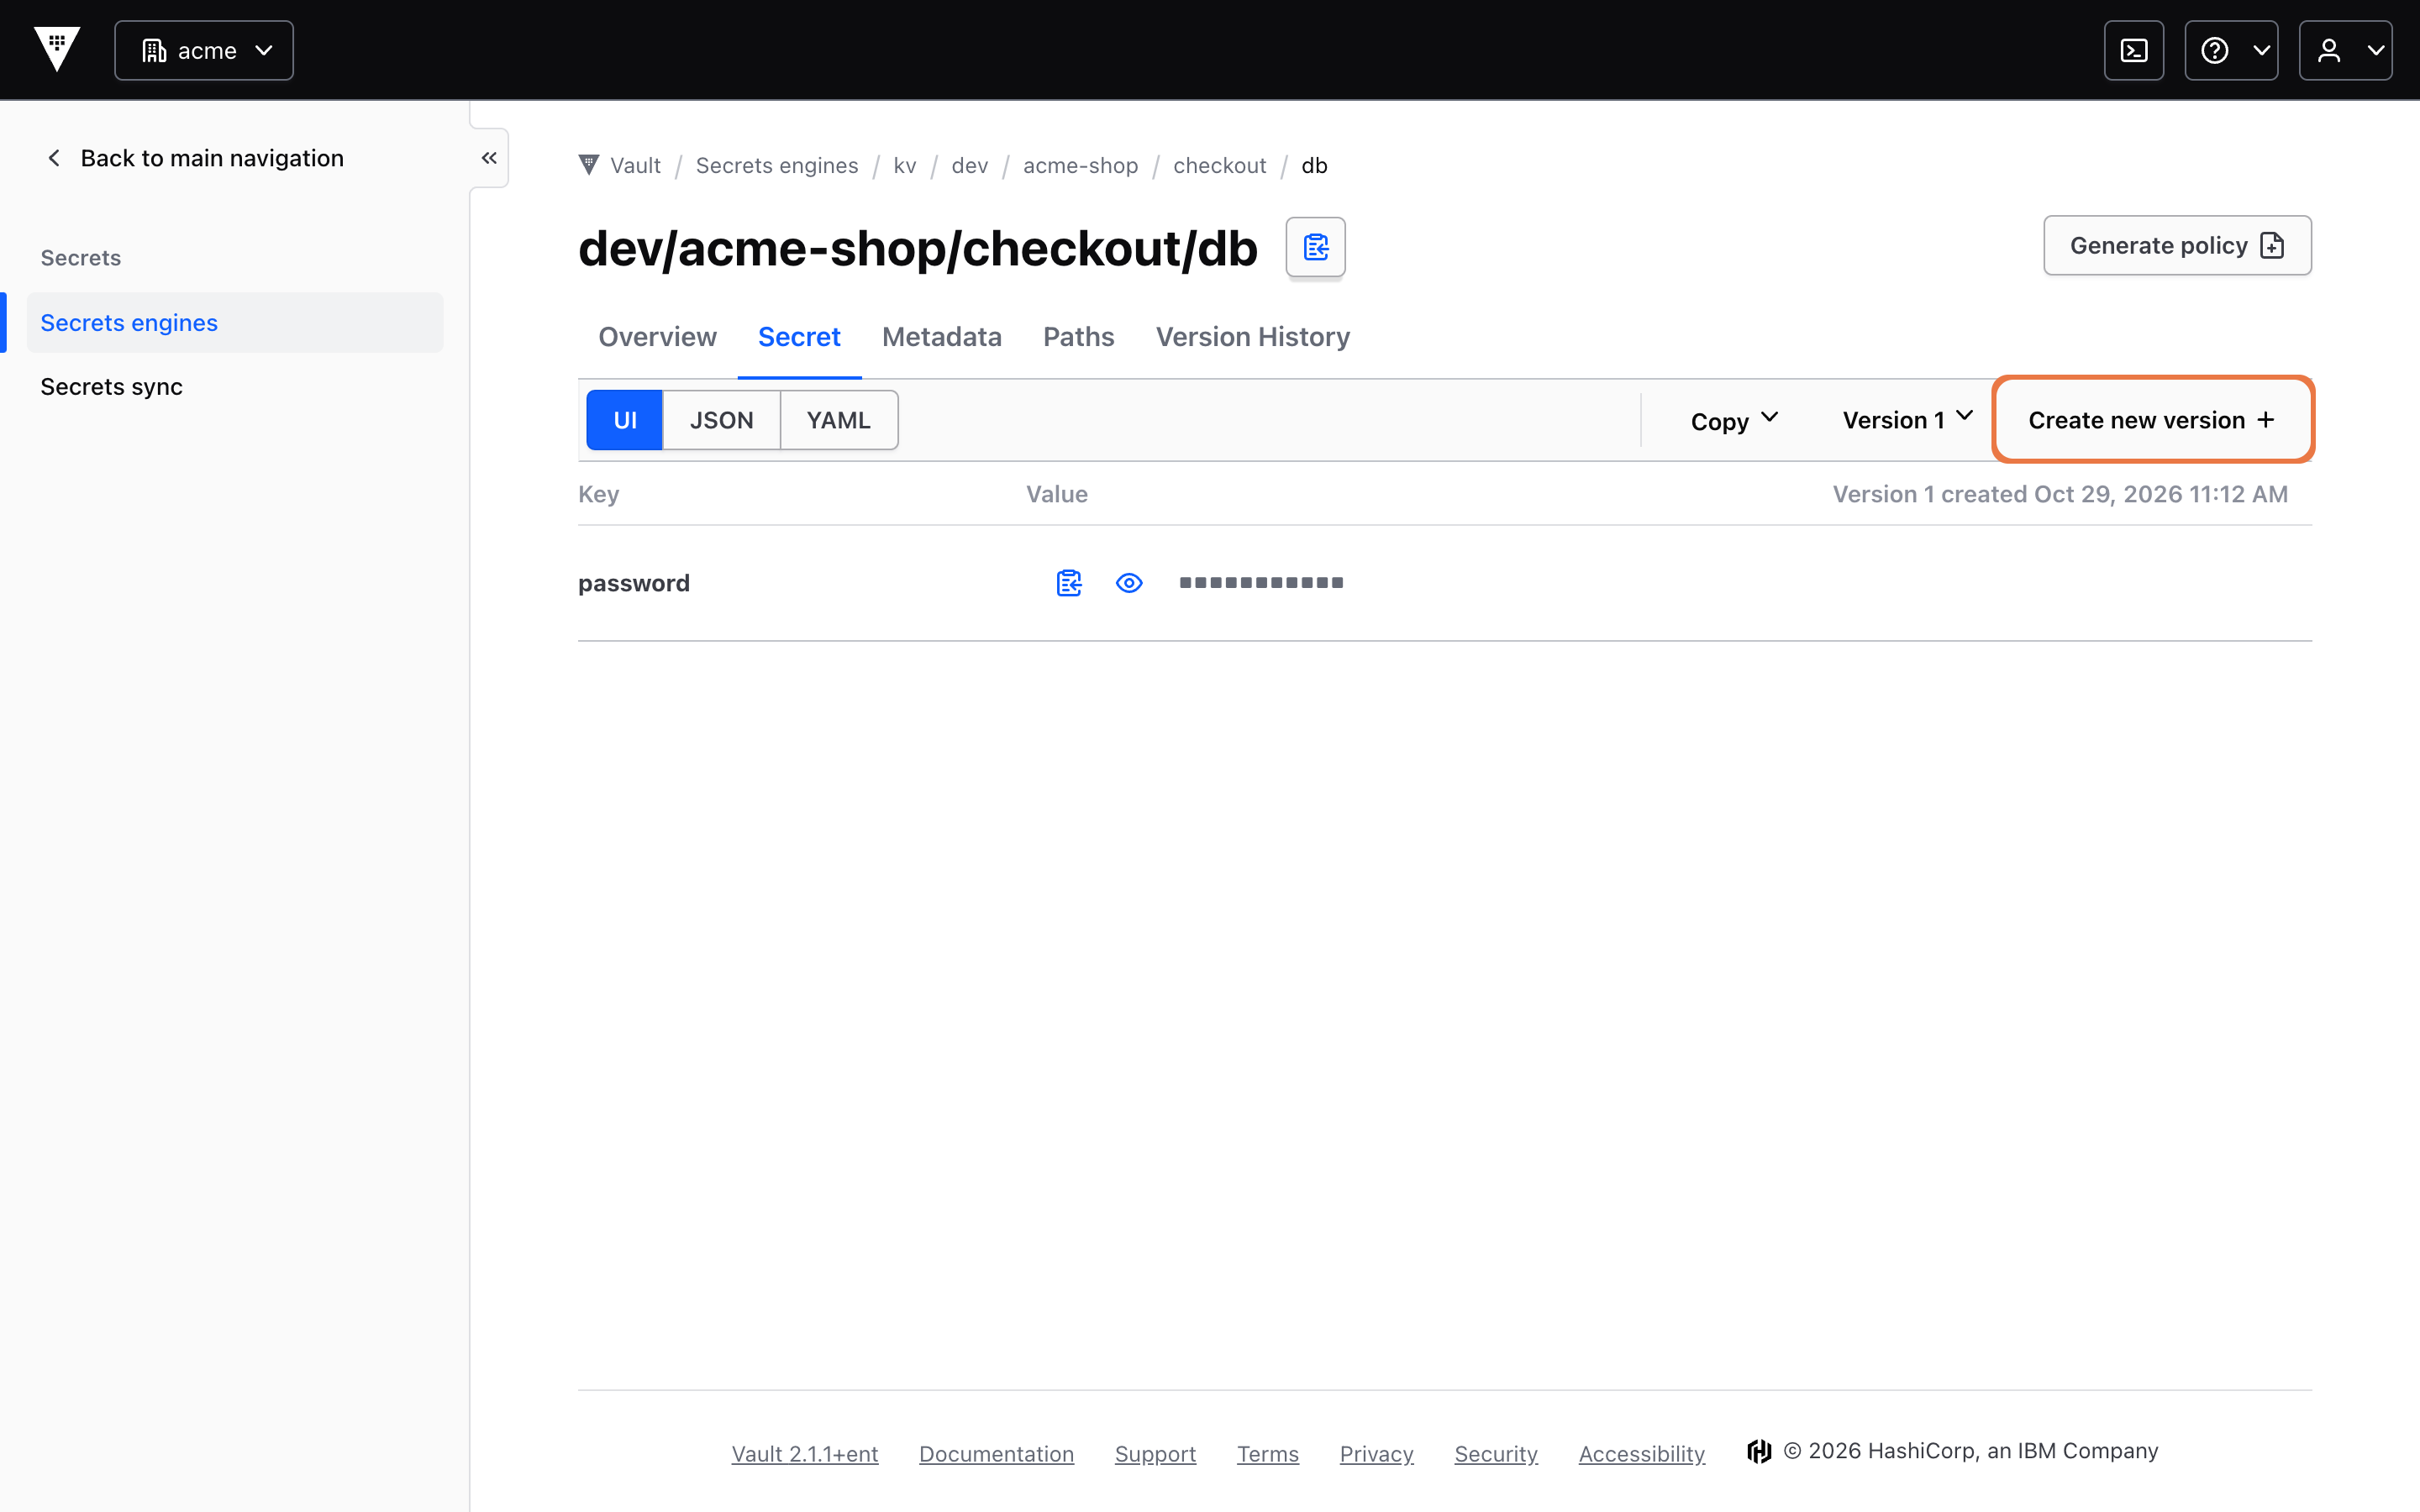 acme
Back to main navigation
Secrets
Secrets engines
Secrets sync
Vault / Secrets engines / kv / dev / acme-shop / checkout / db
dev/acme-shop/checkout/db
Generate policy
Overview Secret Metadata Paths Version History
UI JSON YAML Copy Version 1 Create new version +
Key Value Version 1 created Oct 29, 2026 11:12 AM
password
Vault 2.1.1+ent Documentation Support Terms Privacy Security Accessibility © 2026 HashiCorp, an IBM Company